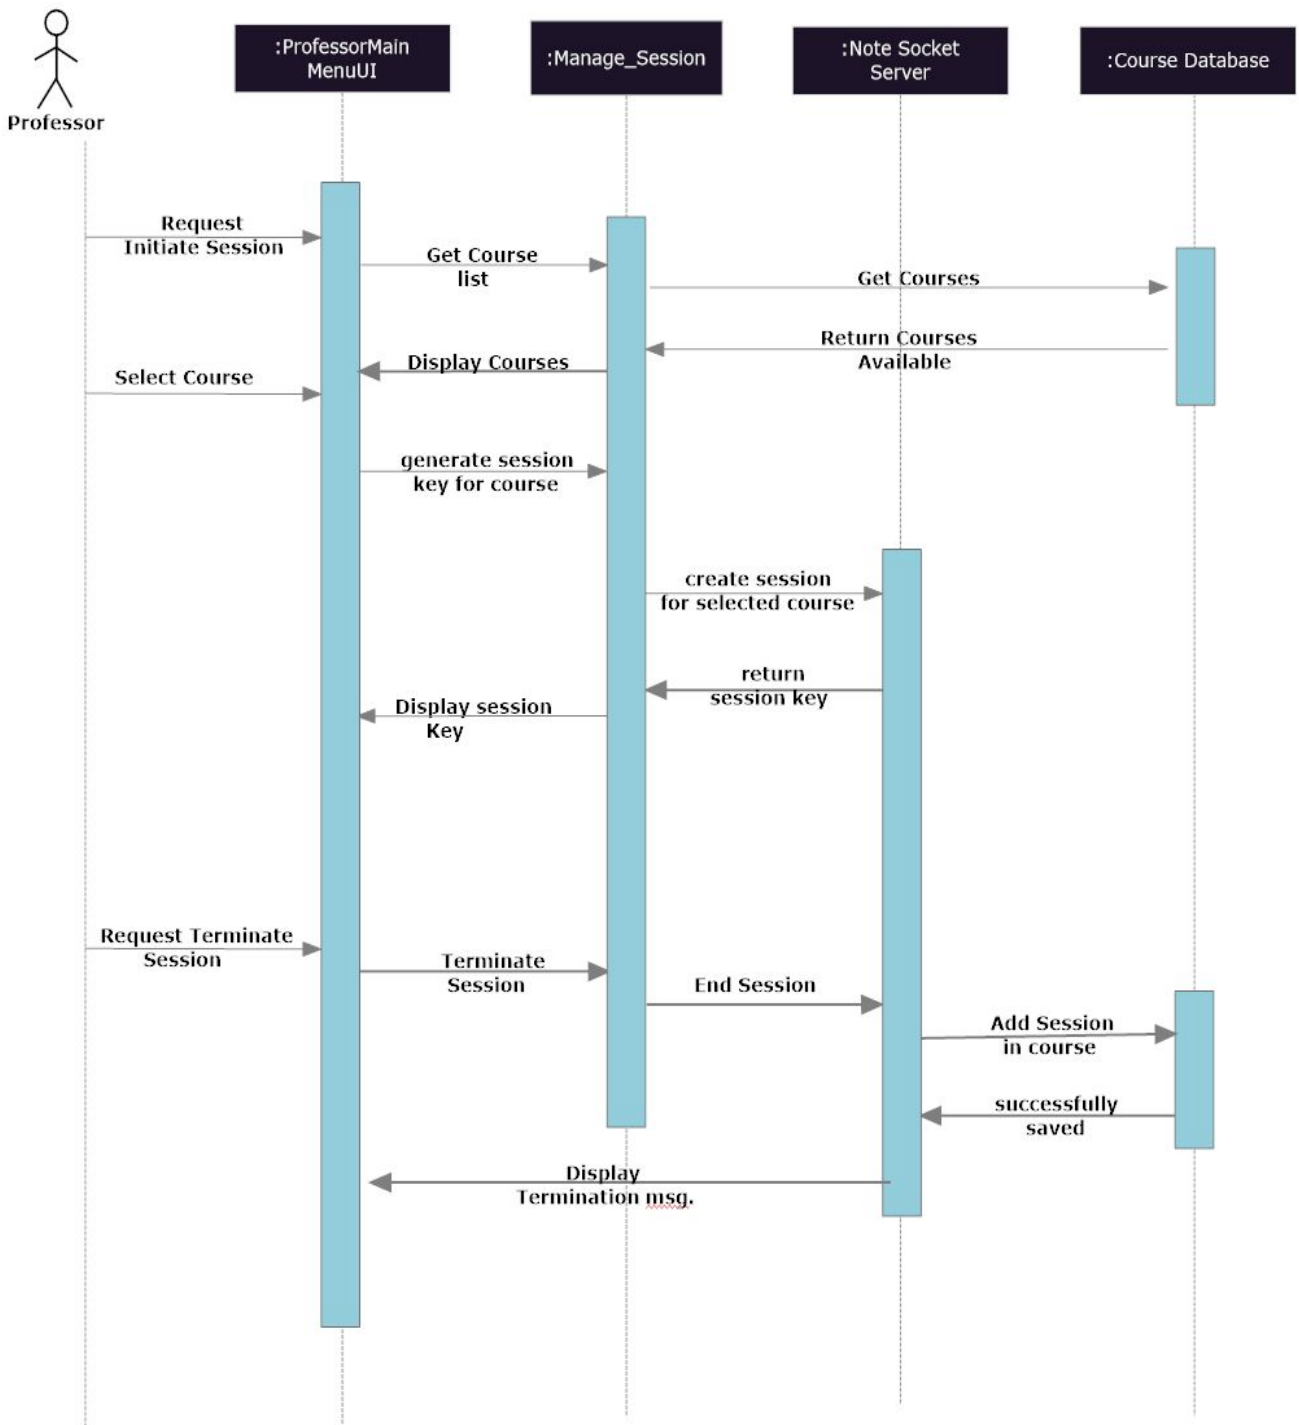 :ProfessorMain
MenuUI
:Manage_Session
:Note Socket
Server
:Course Database
Professor
Request
Initiate Session
Get Course
list
Get Courses
Return Courses
Available
Display Courses
Select Course
generate session
key for course
create session
for selected course
return
session key
Display session
Key
Request Terminate
Session
Terminate
Session
End Session
Add Session
in course
successfully
saved
Display
Termination msg.